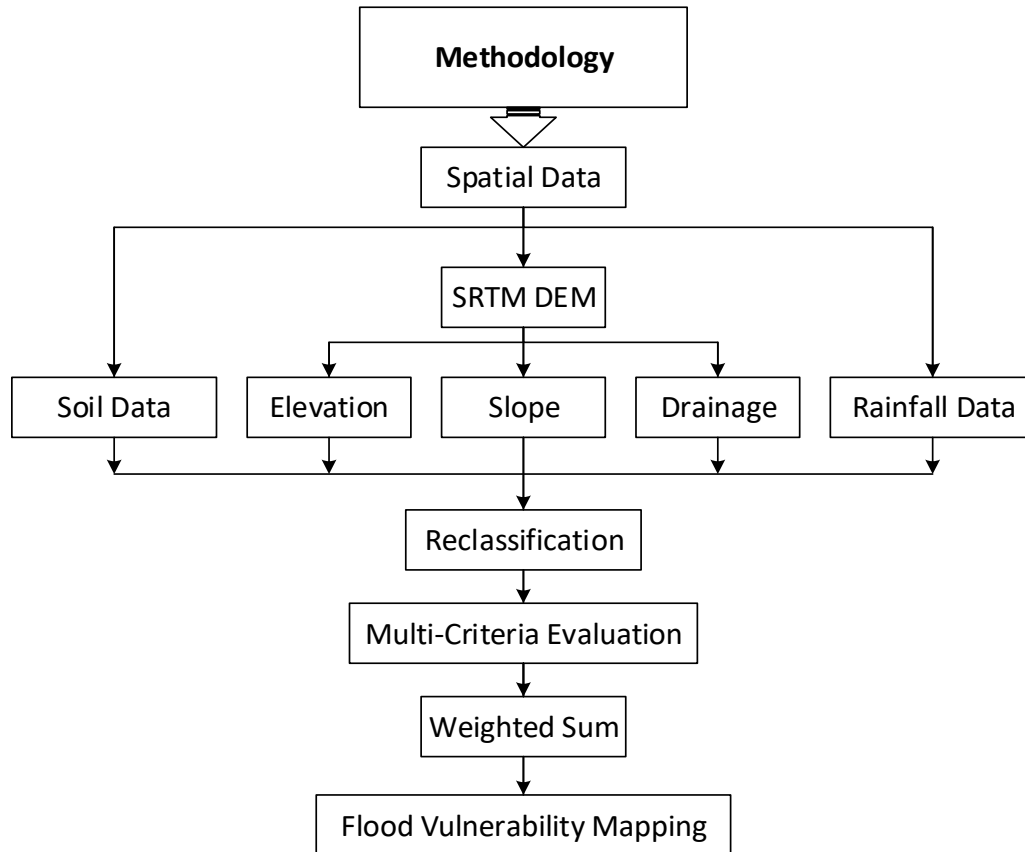 Methodology
Spatial Data
SRTM DEM
Soil Data
Elevation
Slope
Drainage
Rainfall Data
Reclassification
Multi-Criteria Evaluation
Weighted Sum
Flood Vulnerability Mapping